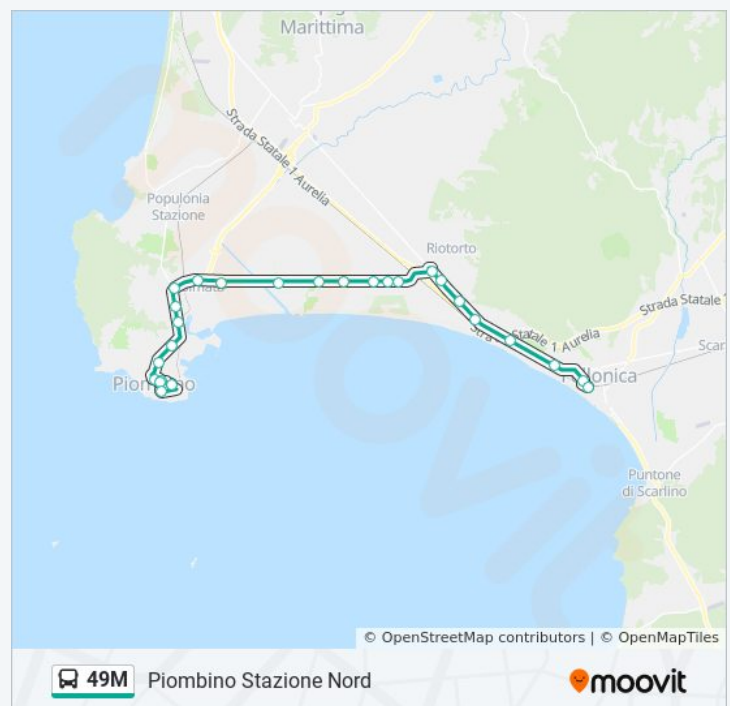 Marittima
Strada Statale 1 Aurelia
Populonia
Stazione
Riotorto
Strada Statale 1
Statale 1 Aurelia
Scar
Piombino
Puntone
di Scarlino
© OpenStreetMap contributors | © OpenMapTiles
49M Piombino Stazione Nord
moovit